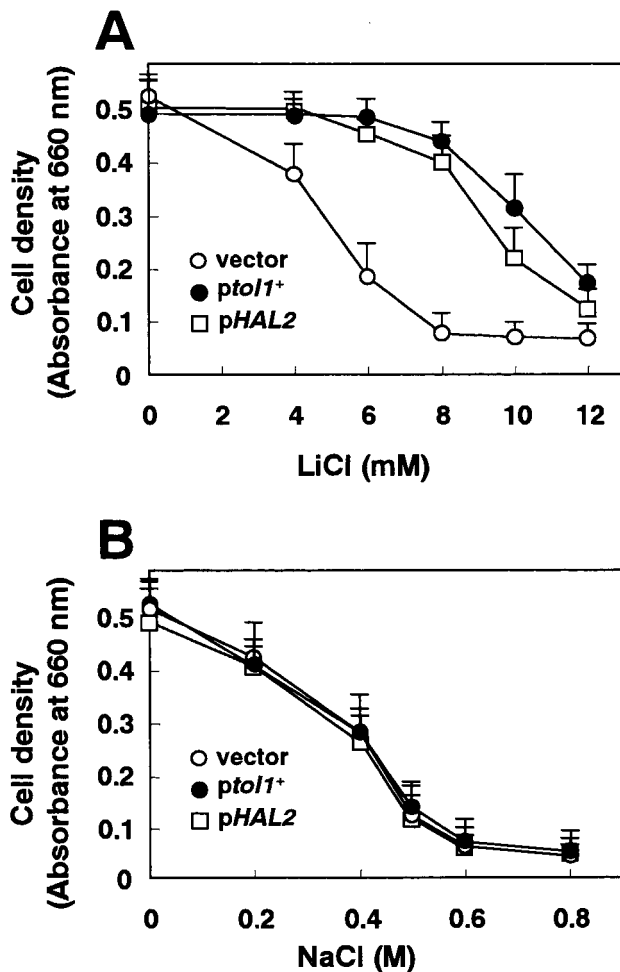 A
Cell density
(Absorbance at 660 nm)
0.5
0.4
0.3
0.2
0.1
0
vector
ptol1+
pHAL2
0 2 4 6 8 10 12
LiCl (mM)
B
Cell density
(Absorbance at 660 nm)
0.5
0.4
0.3
0.2
0.1
0
vector
ptol1+
pHAL2
0 0.2 0.4 0.6 0.8
NaCl (M)